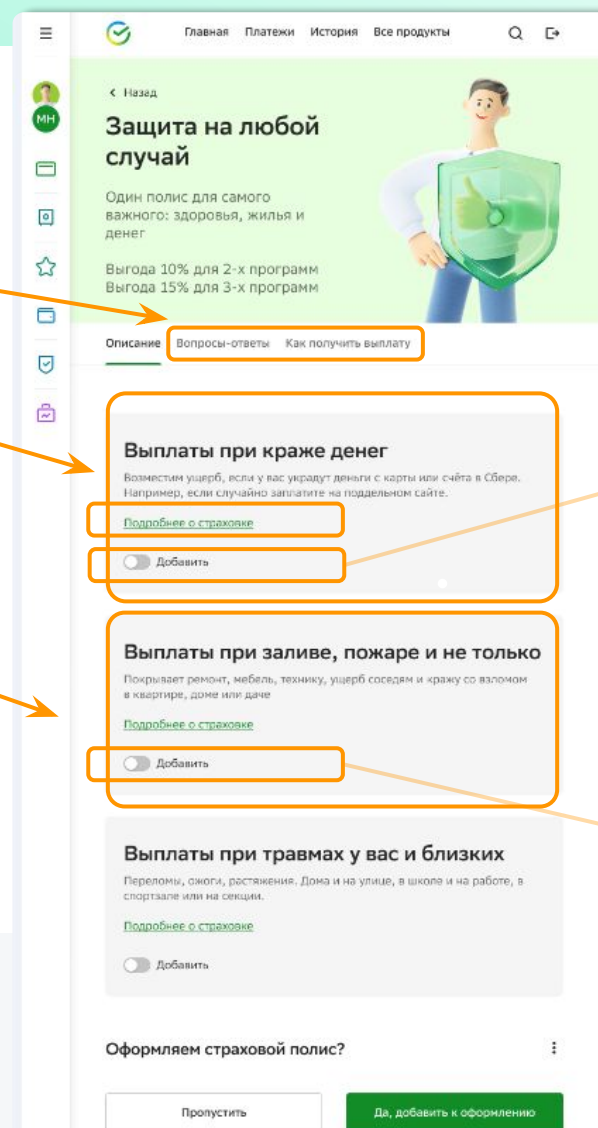 Главная Платежи История Все продукты
Назад
МН
Защита на любой
случай
Один полис для самого
важного: здоровья, жилья и
денег
Выгода 10% для 2-х программ
Выгода 15% для 3-х программ
Описание Вопросы-ответы Как получить выплату
Выплаты при краже денег
Возместим ущерб, если у вас украдут деньги с карты или счёта в Сбере.
Например, если случайно заплатите на поддельном сайте.
Подробнее о страховке
Добавить
Выплаты при заливе, пожаре и не только
Покрывает ремонт, мебель, технику, ущерб соседям и кражу со взломом
в квартире, доме или даче
Подробнее о страховке
Добавить
Выплаты при травмах у вас и близких
Переломы, ожоги, растяжения. Дома и на улице, в школе и на работе, в
спортзале или на секции.
Подробнее о страховке
Добавить
Оформляем страховой полис?
Пропустить
Да, добавить к оформлению